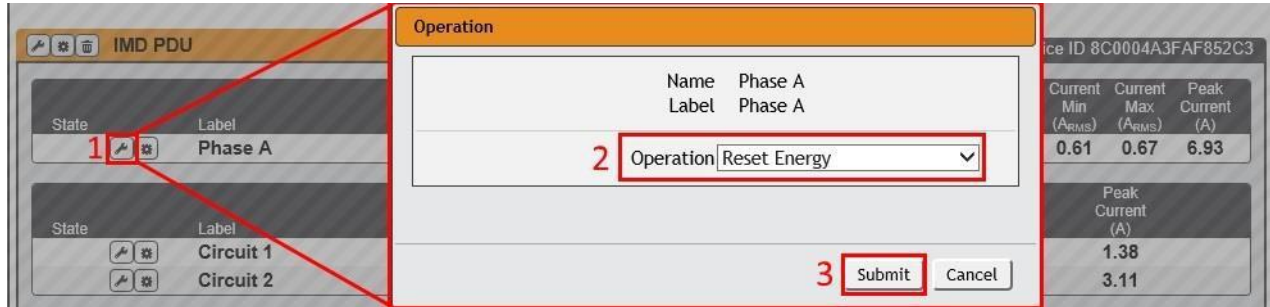 IMD PDU
ice ID 8C0004A3FAF852C3
State Label
Current Min (ARMS) Current Max (ARMS) Peak Current (A)
1 Phase A 0.61 0.67 6.93
Operation
Name Phase A
Label Phase A
2 Operation Reset Energy
3 Submit Cancel
State Label Peak Current (A)
Circuit 1 1.38
Circuit 2 3.11